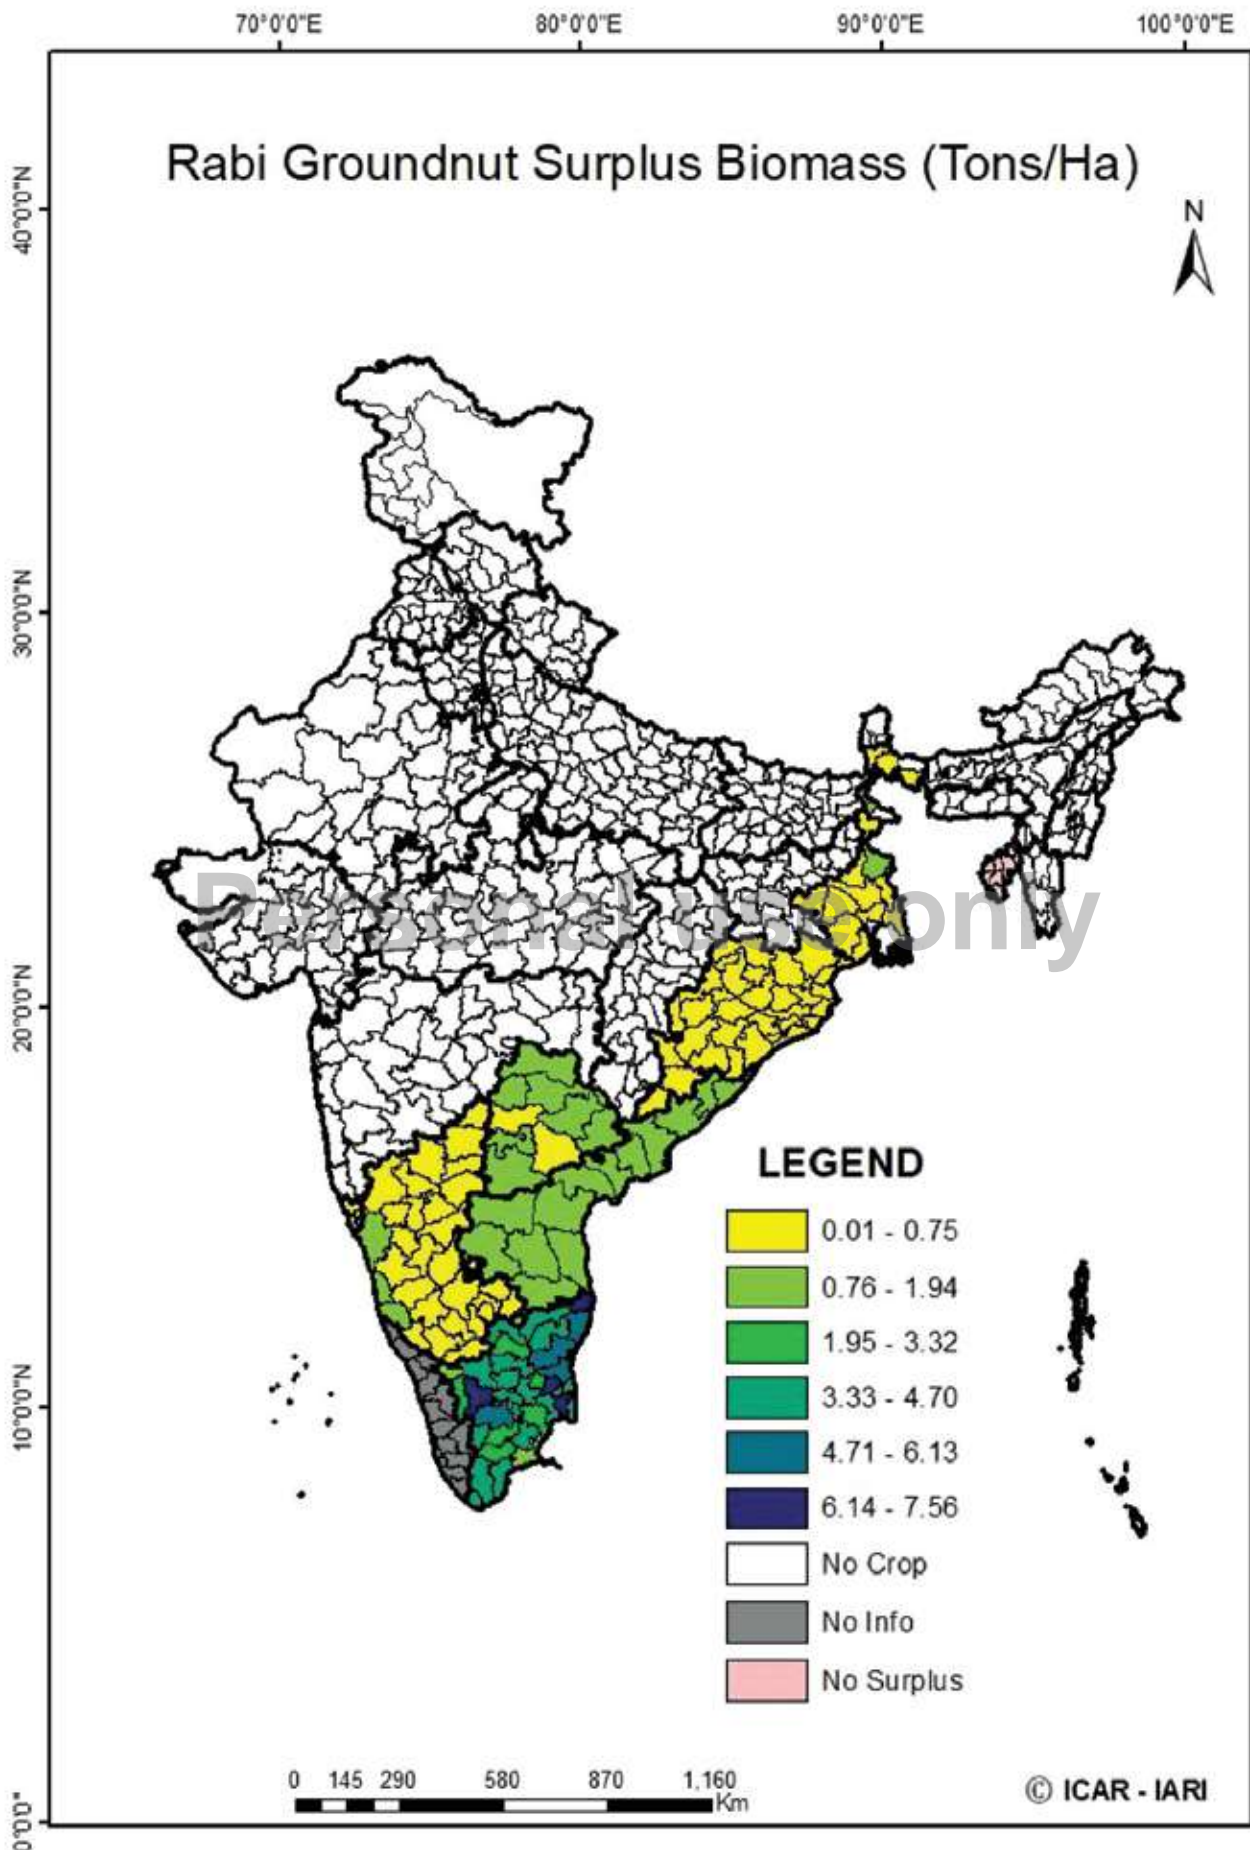 70°0'0"E 80°0'0"E 90°0'0"E 100°0'0"E
Rabi Groundnut Surplus Biomass (Tons/Ha)
N
40°0'0"N
30°0'0"N
20°0'0"N
10°0'0"N
0°0'0"
Personal use only
LEGEND
0.01 - 0.75
0.76 - 1.94
1.95 - 3.32
3.33 - 4.70
4.71 - 6.13
6.14 - 7.56
No Crop
No Info
No Surplus
0 145 290 580 870 1,160
Km
© ICAR - IARI